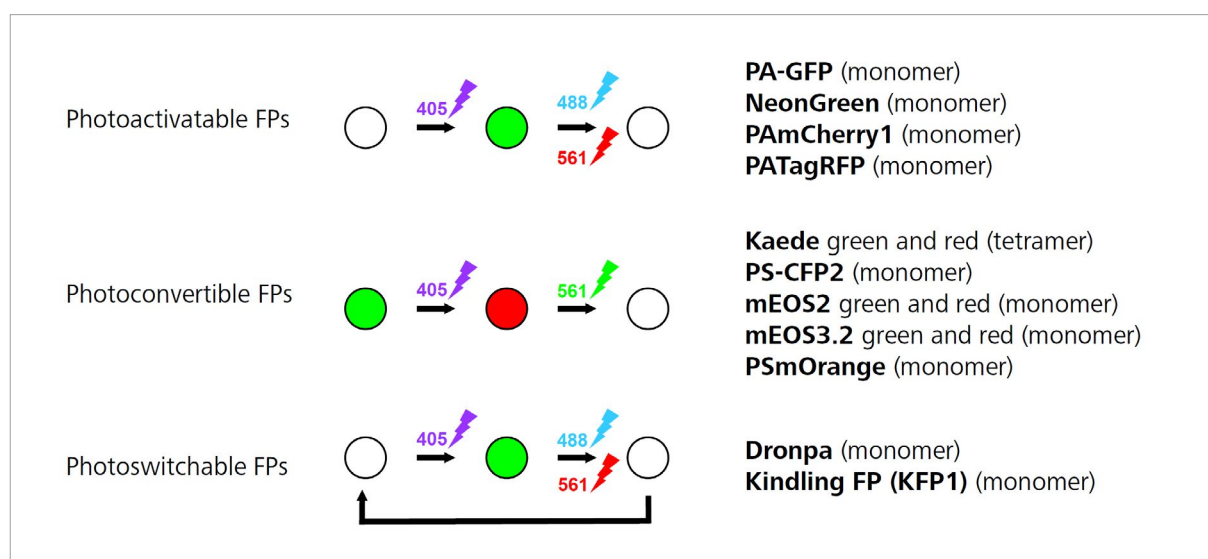 Photoactivatable FPs
405
488
561
PA-GFP (monomer)
NeonGreen (monomer)
PAmCherry1 (monomer)
PATagRFP (monomer)
Photoconvertible FPs
405
561
Kaede green and red (tetramer)
PS-CFP2 (monomer)
mEOS2 green and red (monomer)
mEOS3.2 green and red (monomer)
PSmOrange (monomer)
Photoswitchable FPs
405
488
561
Dronpa (monomer)
Kindling FP (KFP1) (monomer)